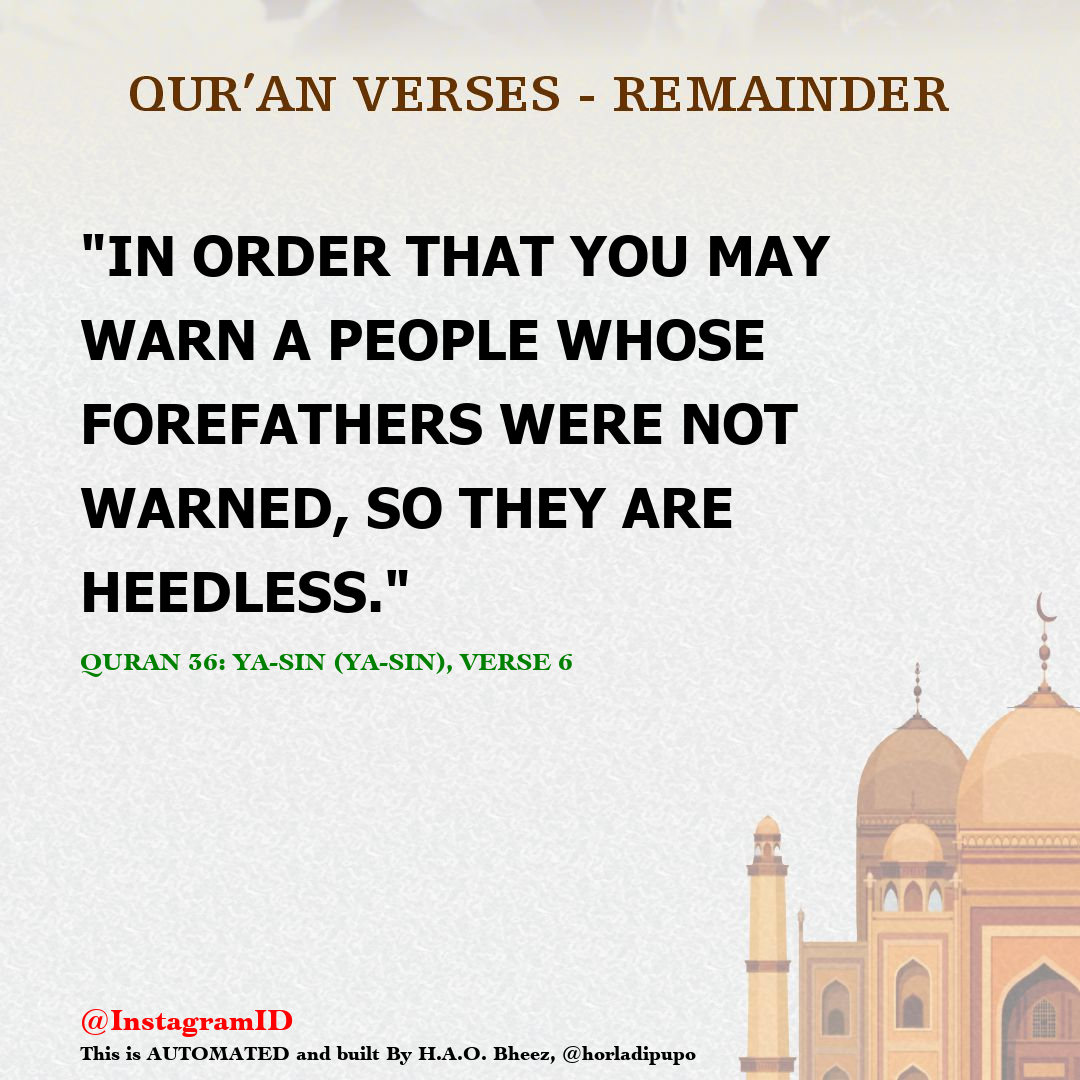 QUR'AN VERSES - REMAINDER
"IN ORDER THAT YOU MAY
WARN A PEOPLE WHOSE
FOREFATHERS WERE NOT
WARNED, SO THEY ARE
HEEDLESS."
QURAN 36: YA-SIN (YA-SIN), VERSE 6
@InstagramID
This is AUTOMATED and built By H.A.O. Bheez, @horladipupo